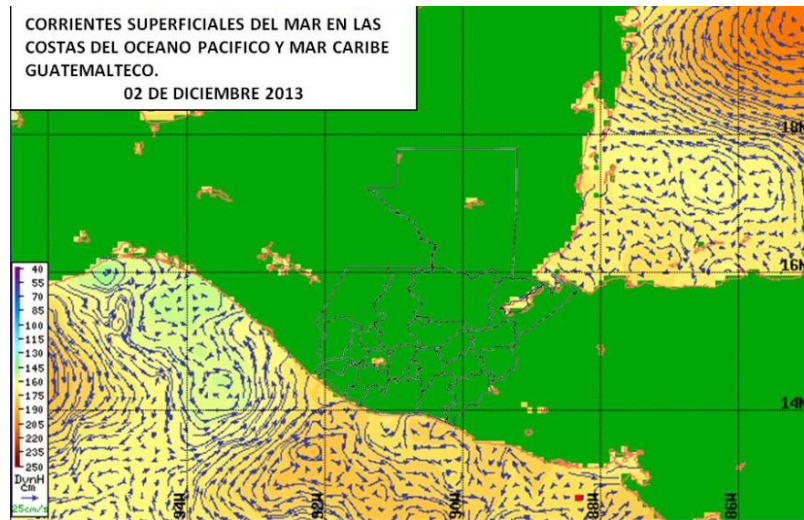 CORRIENTES SUPERFICIALES DEL MAR EN LAS
COSTAS DEL OCEANO PACIFICO Y MAR CARIBE
GUATEMALTECO.
02 DE DICIEMBRE 2013
18N
16N
14N
40
55
70
85
100
115
130
145
160
175
190
205
220
235
250
DynH
cm
25cm/s
94W
92W
90W
88W
86W